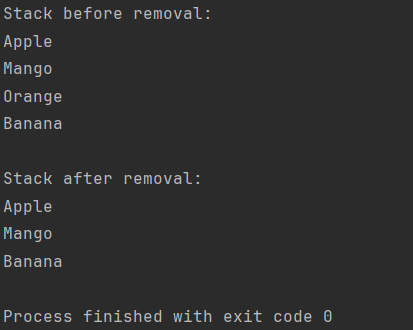 Stack before removal:
Apple
Mango
Orange
Banana
Stack after removal:
Apple
Mango
Banana
Process finished with exit code 0